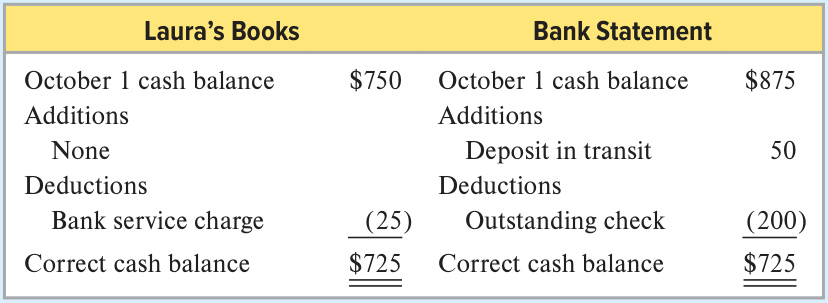 Laura's Books Bank Statement
October 1 cash balance $750 October 1 cash balance $875
Additions Additions
None Deposit in transit 50
Deductions Deductions
Bank service charge (25) Outstanding check (200)
Correct cash balance $725 Correct cash balance $725